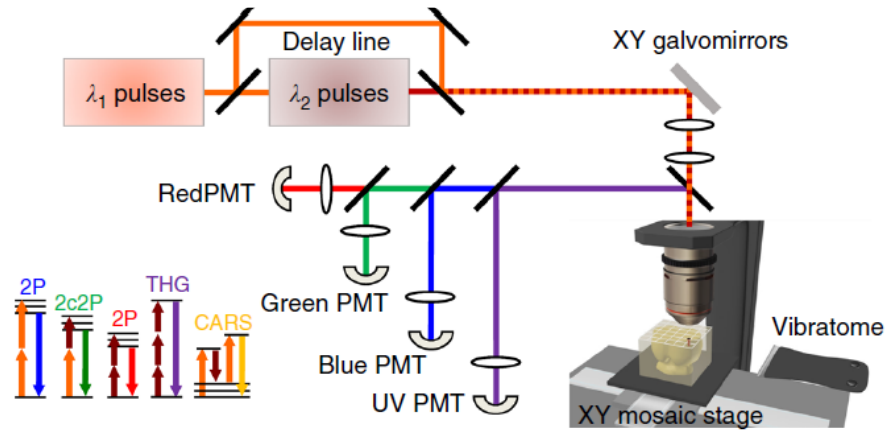 Delay line
XY galvomirrors
λ1 pulses
λ2 pulses
RedPMT
Green PMT
Blue PMT
UV PMT
2P
2c2P
2P
THG
CARS
Vibratome
XY mosaic stage